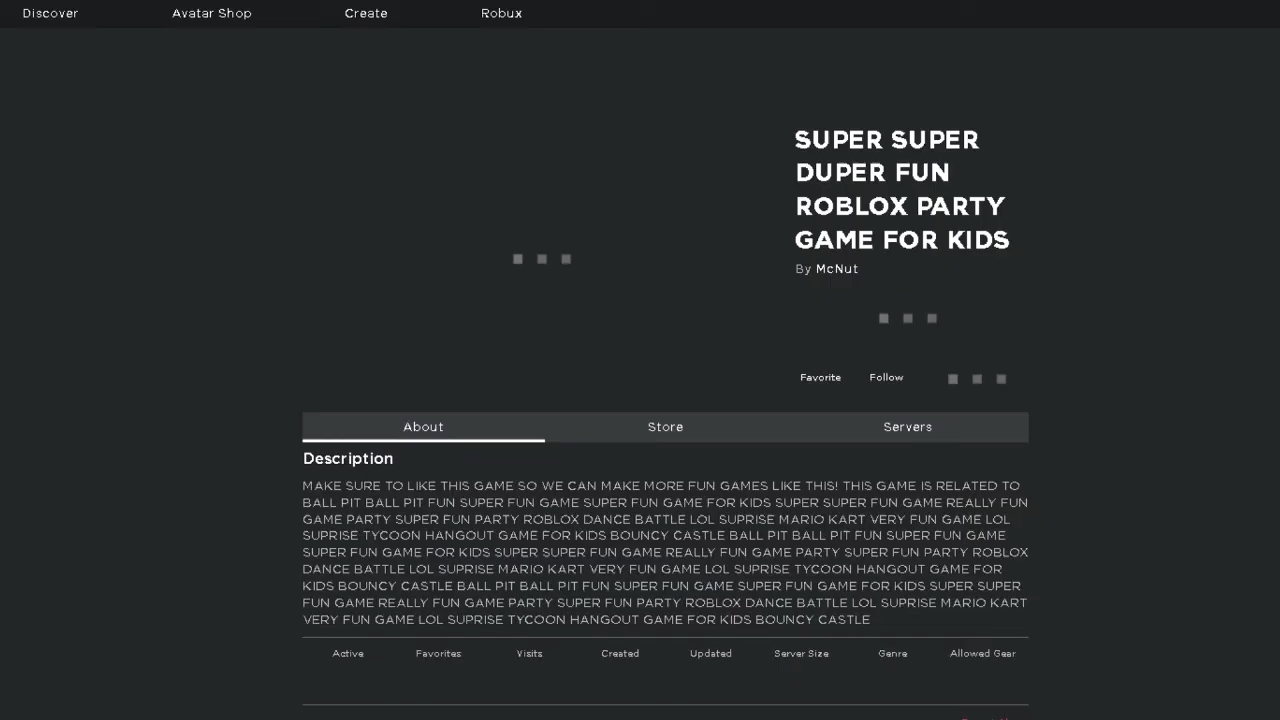 Discover Avatar Shop Create Robux
SUPER SUPER
DUPER FUN
ROBLOX PARTY
GAME FOR KIDS
By McNut
Favorite Follow
About Store Servers
Description
MAKE SURE TO LIKE THIS GAME SO WE CAN MAKE MORE FUN GAMES LIKE THIS! THIS GAME IS RELATED TO
BALL PIT BALL PIT FUN SUPER FUN GAME SUPER FUN GAME FOR KIDS SUPER SUPER FUN GAME REALLY FUN
GAME PARTY SUPER FUN PARTY ROBLOX DANCE BATTLE LOL SUPRISE MARIO KART VERY FUN GAME LOL
SUPRISE TYCOON HANGOUT GAME FOR KIDS BOUNCY CASTLE BALL PIT BALL PIT FUN SUPER FUN GAME
SUPER FUN GAME FOR KIDS SUPER SUPER FUN GAME REALLY FUN GAME PARTY SUPER FUN PARTY ROBLOX
DANCE BATTLE LOL SUPRISE MARIO KART VERY FUN GAME LOL SUPRISE TYCOON HANGOUT GAME FOR
KIDS BOUNCY CASTLE BALL PIT BALL PIT FUN SUPER FUN GAME SUPER FUN GAME FOR KIDS SUPER SUPER
FUN GAME REALLY FUN GAME PARTY SUPER FUN PARTY ROBLOX DANCE BATTLE LOL SUPRISE MARIO KART
VERY FUN GAME LOL SUPRISE TYCOON HANGOUT GAME FOR KIDS BOUNCY CASTLE
Active Favorites Visits Created Updated Server Size Genre Allowed Gear